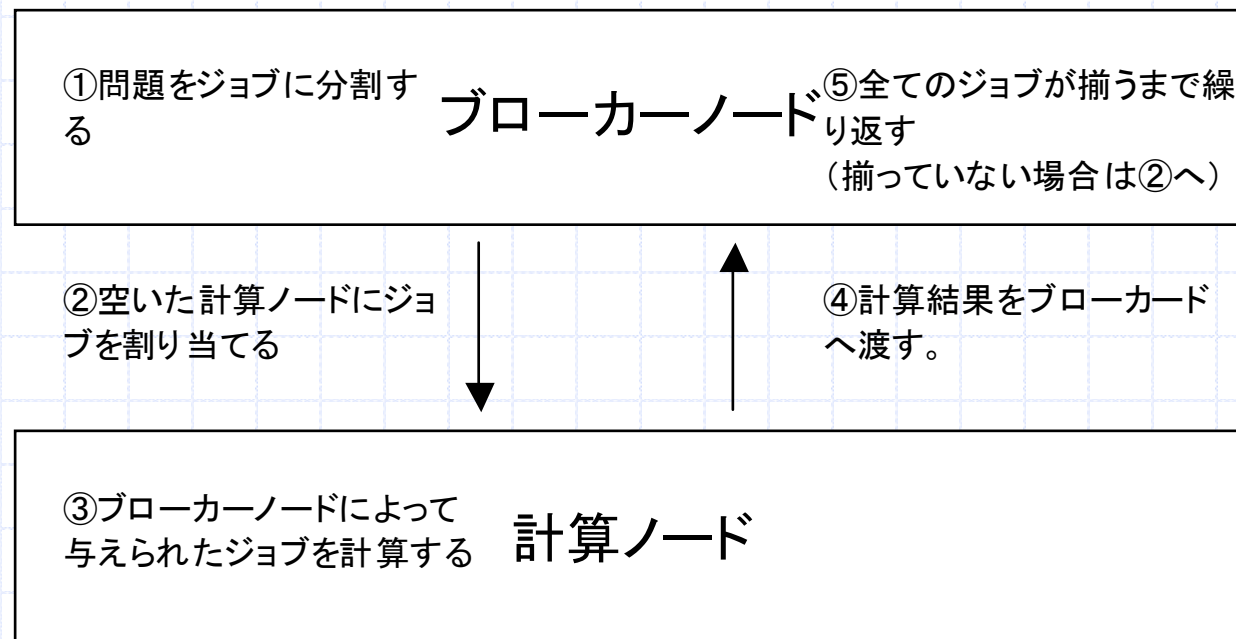 ①問題をジョブに分割す
る
ブローカーノード
⑤全てのジョブが揃うまで繰
り返す
（揃っていない場合は②へ）
②空いた計算ノードにジョ
ブを割り当てる
④計算結果をブローカード
へ渡す。
③ブローカーノードによって
与えられたジョブを計算する
計算ノード